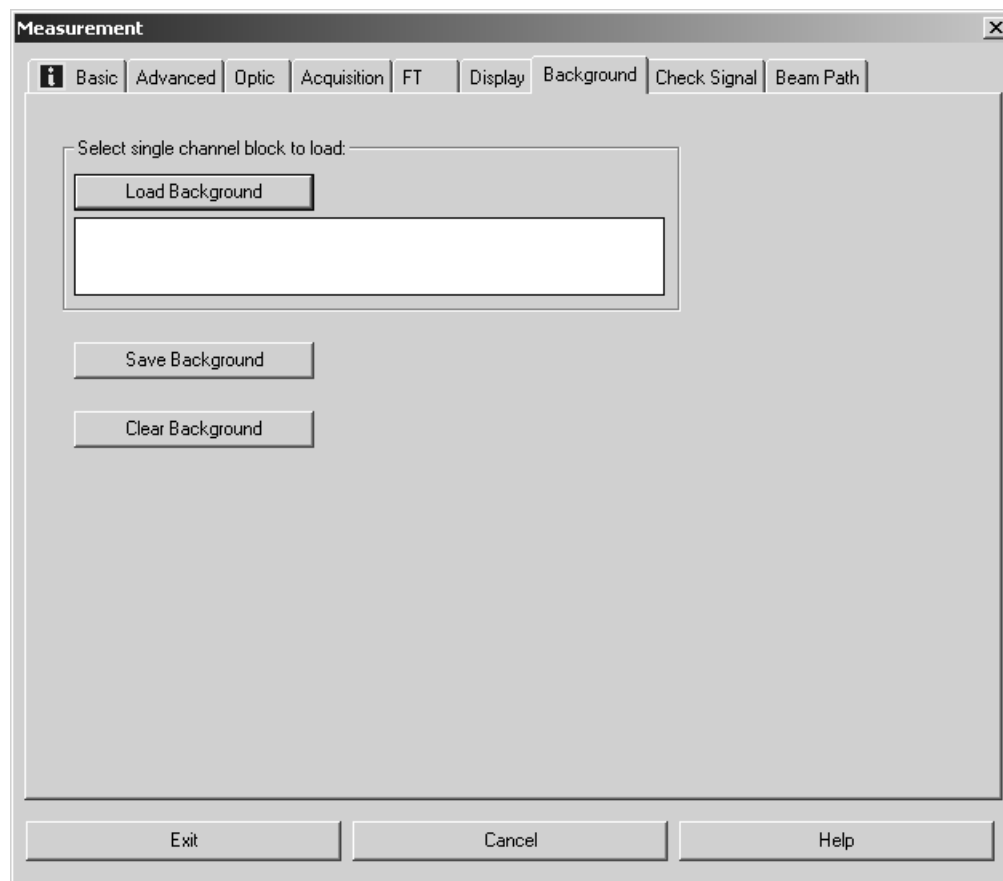 Measurement
i Basic Advanced Optic Acquisition FT Display Background Check Signal Beam Path
Select single channel block to load:
Load Background
Save Background
Clear Background
Exit Cancel Help